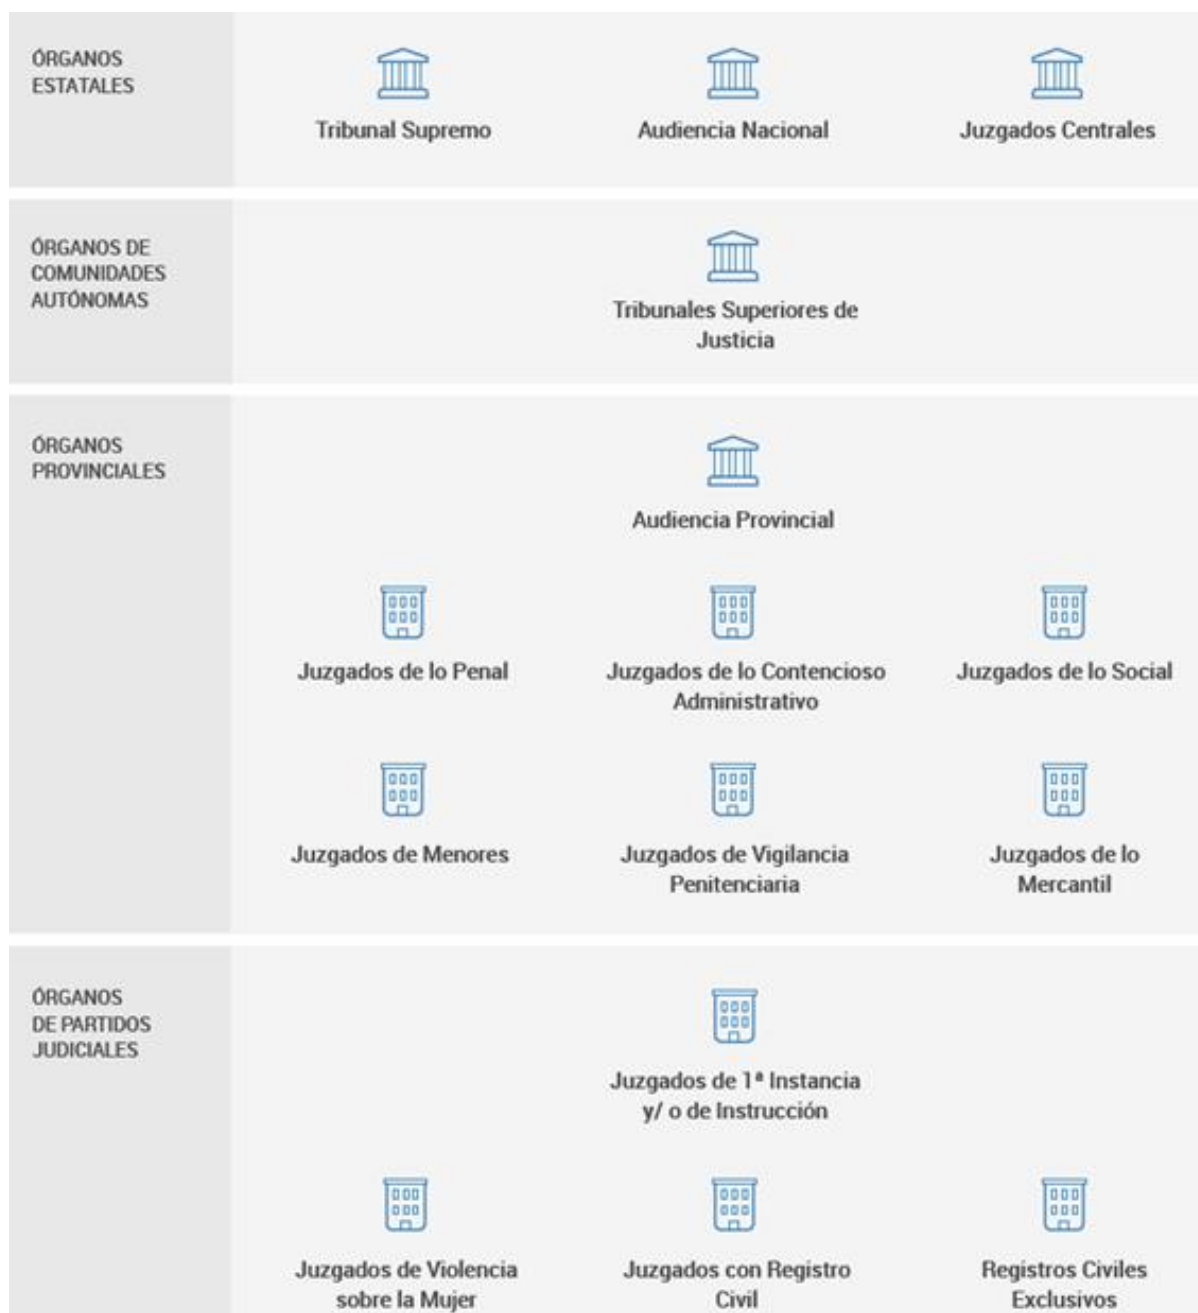 ÓRGANOS
ESTATALES
Tribunal Supremo
Audiencia Nacional
Juzgados Centrales
ÓRGANOS DE
COMUNIDADES
AUTÓNOMAS
Tribunales Superiores de
Justicia
ÓRGANOS
PROVINCIALES
Audiencia Provincial
Juzgados de lo Penal
Juzgados de lo Contencioso
Administrativo
Juzgados de lo Social
Juzgados de Menores
Juzgados de Vigilancia
Penitenciaria
Juzgados de lo
Mercantil
ÓRGANOS
DE PARTIDOS
JUDICIALES
Juzgados de 1ª Instancia
y/ o de Instrucción
Juzgados de Violencia
sobre la Mujer
Juzgados con Registro
Civil
Registros Civiles
Exclusivos